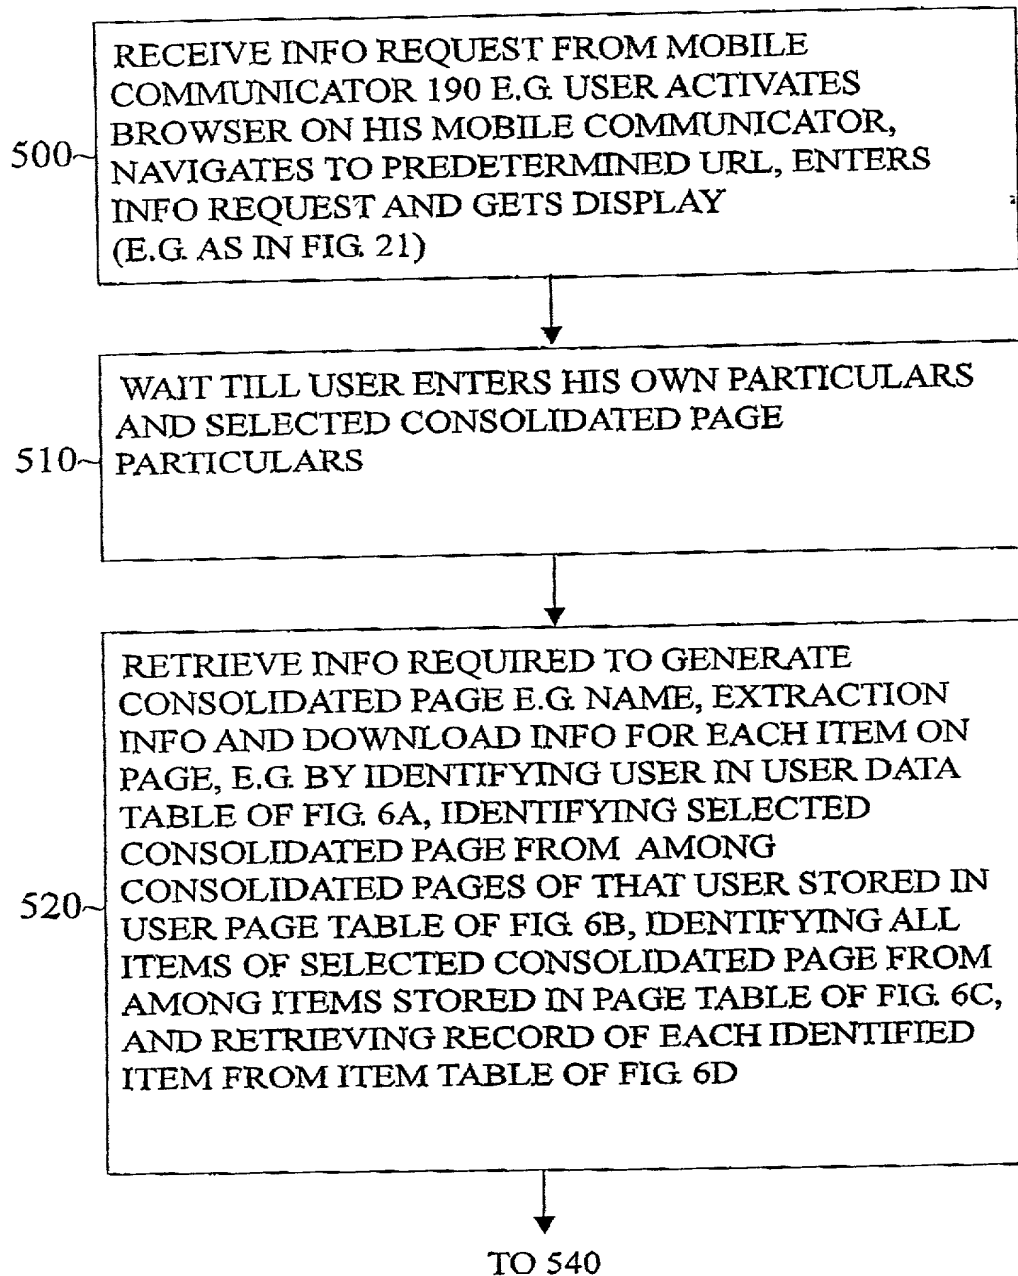 RECEIVE INFO REQUEST FROM MOBILE
COMMUNICATOR 190 E.G. USER ACTIVATES
BROWSER ON HIS MOBILE COMMUNICATOR,
500
NAVIGATES TO PREDETERMINED URL, ENTERS
INFO REQUEST AND GETS DISPLAY
(E.G. AS IN FIG. 21)
WAIT TILL USER ENTERS HIS OWN PARTICULARS
AND SELECTED CONSOLIDATED PAGE
510
PARTICULARS
RETRIEVE INFO REQUIRED TO GENERATE
CONSOLIDATED PAGE E.G. NAME, EXTRACTION
INFO AND DOWNLOAD INFO FOR EACH ITEM ON
PAGE, E.G. BY IDENTIFYING USER IN USER DATA
TABLE OF FIG. 6A, IDENTIFYING SELECTED
CONSOLIDATED PAGE FROM AMONG
520
CONSOLIDATED PAGES OF THAT USER STORED IN
USER PAGE TABLE OF FIG. 6B, IDENTIFYING ALL
ITEMS OF SELECTED CONSOLIDATED PAGE FROM
AMONG ITEMS STORED IN PAGE TABLE OF FIG. 6C,
AND RETRIEVING RECORD OF EACH IDENTIFIED
ITEM FROM ITEM TABLE OF FIG. 6D
TO 540